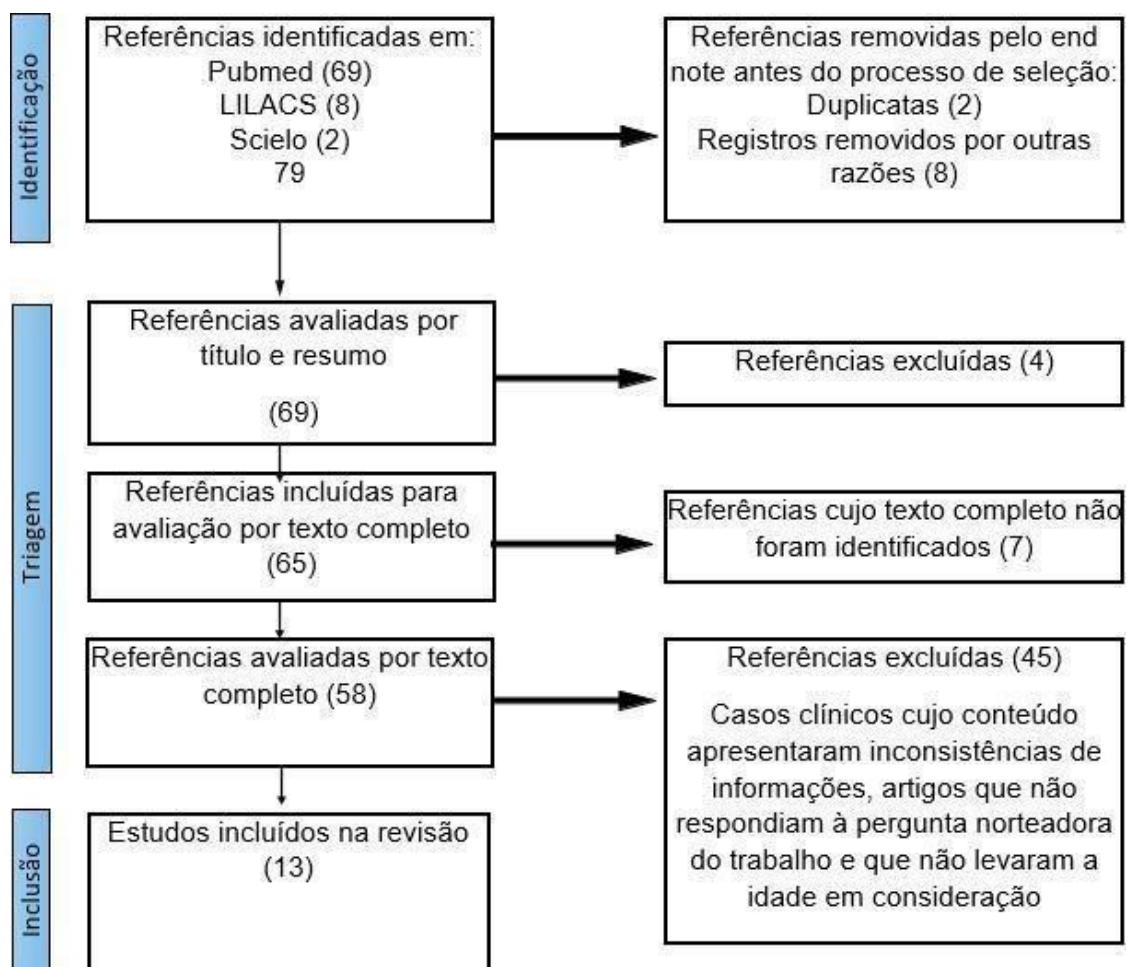 Identificação
Referências identificadas em:
Pubmed (69)
LILACS (8)
Scielo (2)
79
Referências removidas pelo end
note antes do processo de seleção:
Duplicatas (2)
Registros removidos por outras
razões (8)
Triagem
Referências avaliadas por
título e resumo
(69)
Referências excluídas (4)
Referências incluídas para
avaliação por texto completo
(65)
Referências cujo texto completo não
foram identificados (7)
Referências avaliadas por texto
completo (58)
Referências excluídas (45)
Casos clínicos cujo conteúdo
apresentaram inconsistências de
informações, artigos que não
respondiam à pergunta norteadora
do trabalho e que não levaram a
idade em consideração
Inclusão
Estudos incluídos na revisão
(13)